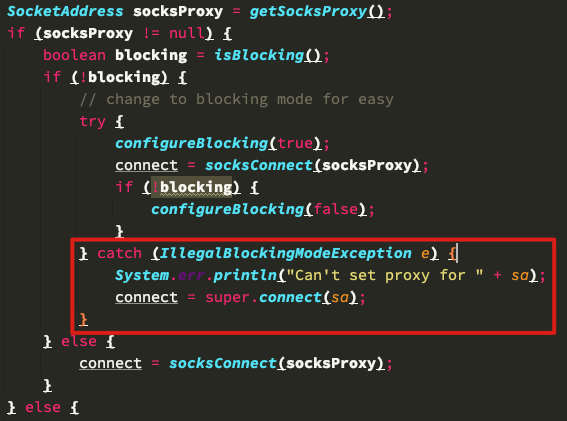 SocketAddress socksProxy = getSocksProxy();
if (socksProxy != null) {
boolean blocking = isBlocking();
if (!blocking) {
// change to blocking mode for easy
try {
configureBlocking(true);
connect = socksConnect(socksProxy);
if (!blocking) {
configureBlocking(false);
}
} catch (IllegalBlockingModeException e) {
System.err.println("Can't set proxy for " + sa);
connect = super.connect(sa);
}
} else {
connect = socksConnect(socksProxy);
}
} else {